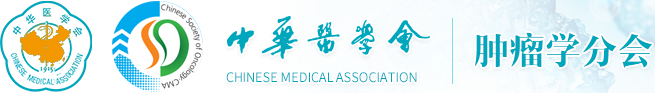 中华医学会
1915
CHINESE MEDICAL ASSOCIATION
Chinese Society of Oncology·CMA
中華醫學會
CHINESE MEDICAL ASSOCIATION
肿瘤学分会